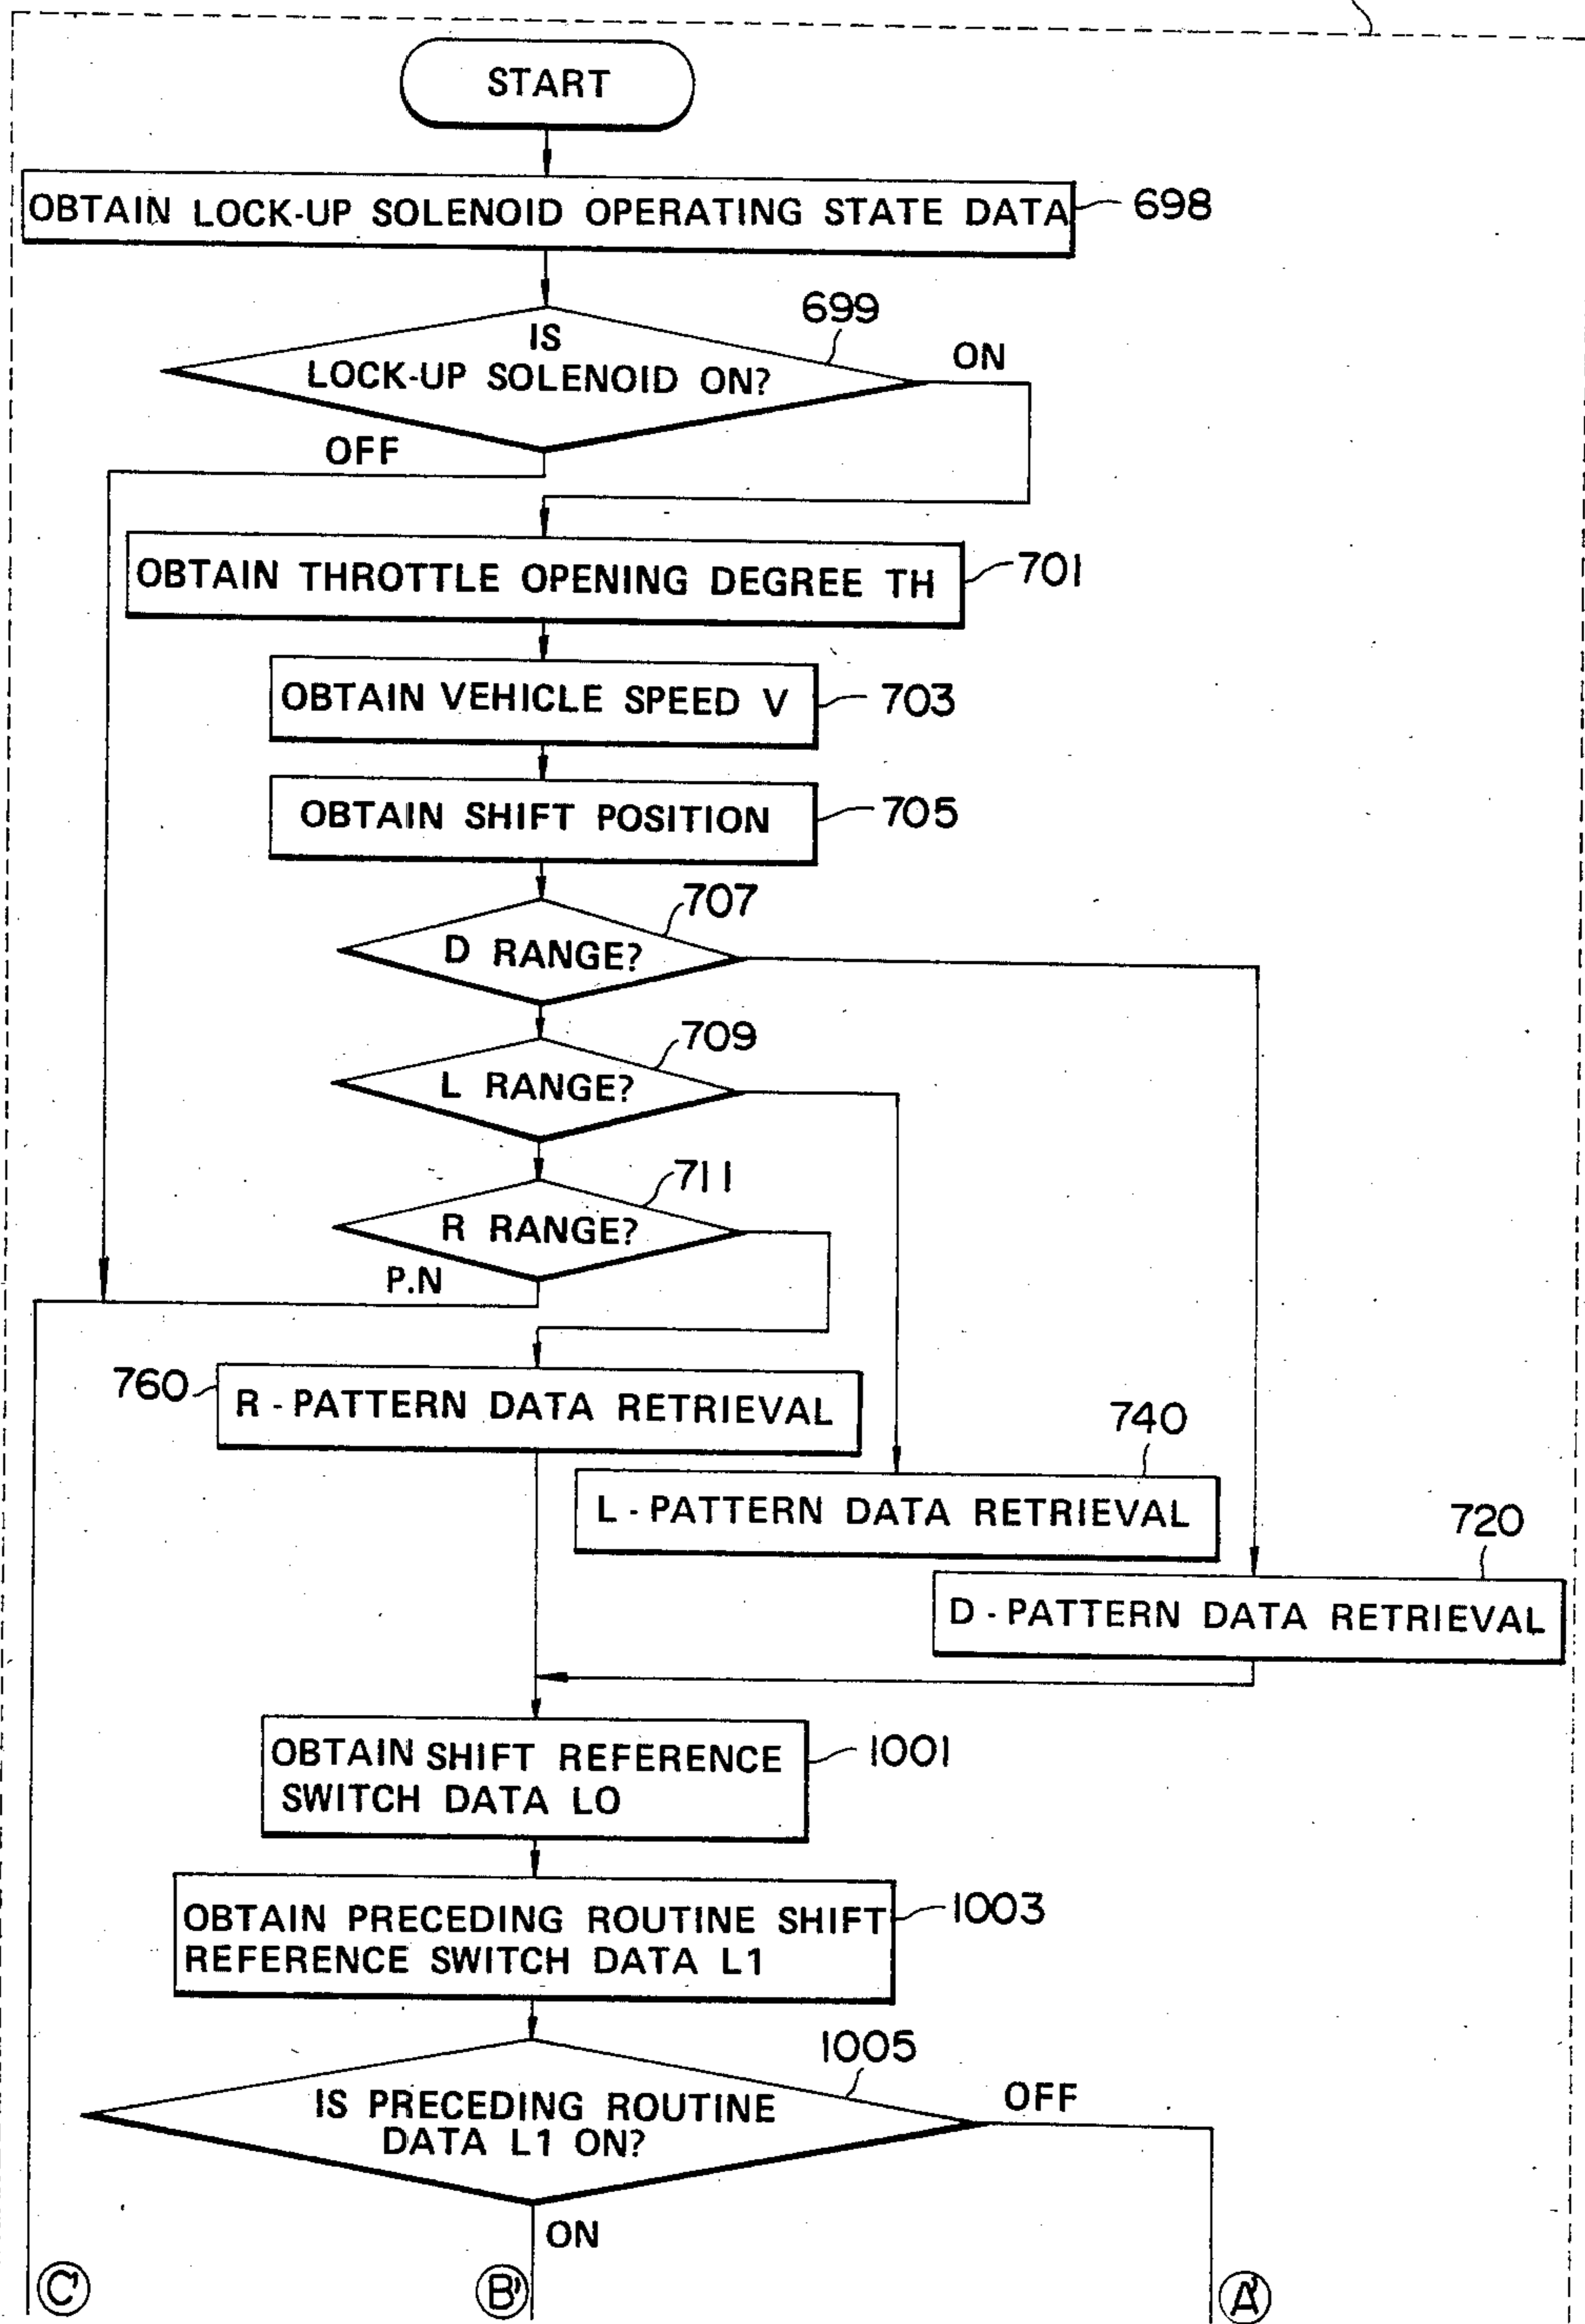 START
OBTAIN LOCK-UP SOLENOID OPERATING STATE DATA
698
699
IS
LOCK-UP SOLENOID ON?
ON
OFF
OBTAIN THROTTLE OPENING DEGREE TH
701
OBTAIN VEHICLE SPEED V
703
OBTAIN SHIFT POSITION
705
707
D RANGE?
709
L RANGE?
711
R RANGE?
P.N
760
R - PATTERN DATA RETRIEVAL
740
L - PATTERN DATA RETRIEVAL
720
D - PATTERN DATA RETRIEVAL
OBTAIN SHIFT REFERENCE
SWITCH DATA LO
1001
OBTAIN PRECEDING ROUTINE SHIFT
REFERENCE SWITCH DATA L1
1003
1005
IS PRECEDING ROUTINE
DATA L1 ON?
OFF
ON
C'
B'
A'